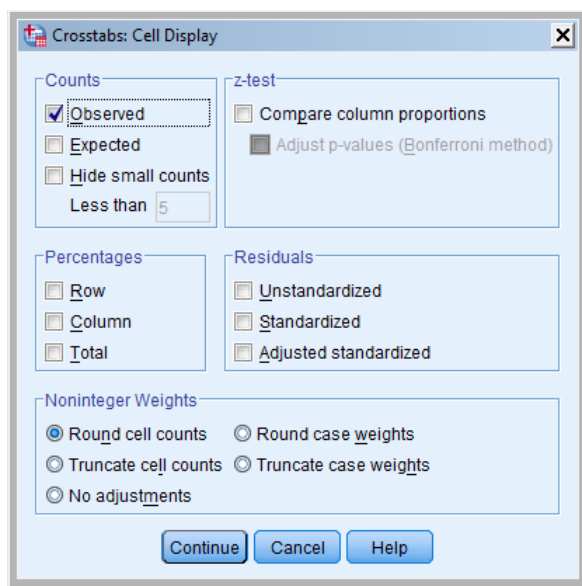 Crosstabs: Cell Display
Counts
Observed
Expected
Hide small counts
Less than 5
z-test
Compare column proportions
Adjust p-values (Bonferroni method)
Percentages
Row
Column
Total
Residuals
Unstandardized
Standardized
Adjusted standardized
Noninteger Weights
Round cell counts Round case weights
Truncate cell counts Truncate case weights
No adjustments
Continue Cancel Help